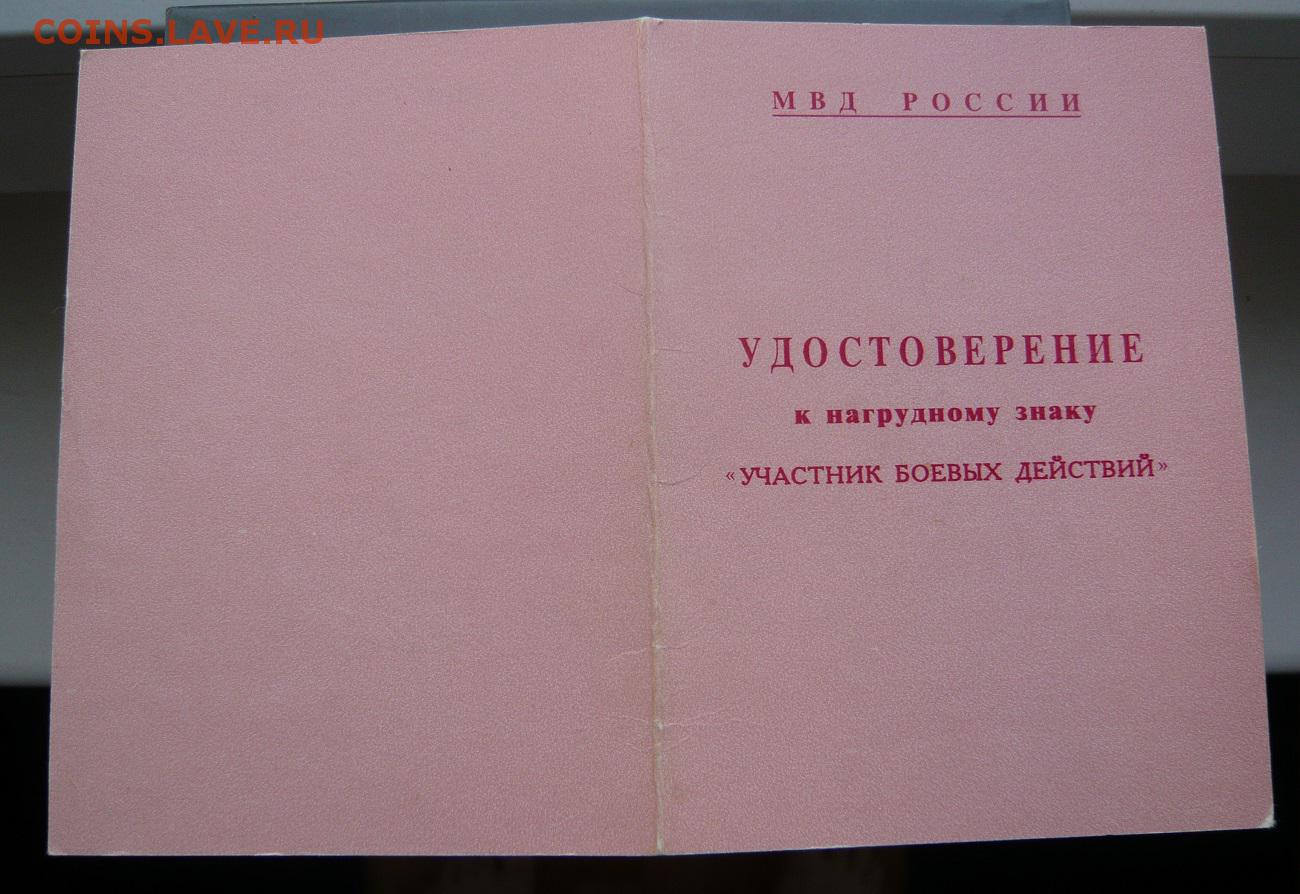 COINS.LAVE.RU
МВД РОССИИ
УДОСТОВЕРЕНИЕ
к нагрудному знаку
«УЧАСТНИК БОЕВЫХ ДЕЙСТВИЙ»